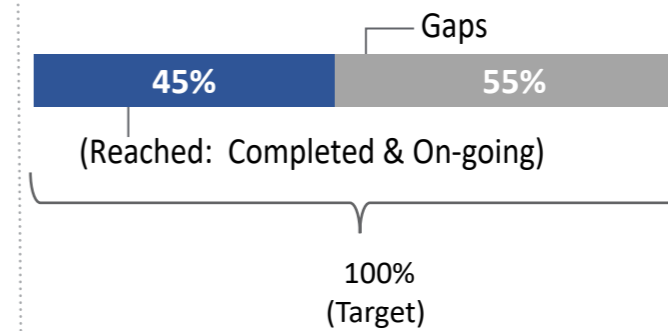 Gaps
45% 55%
(Reached: Completed & On-going)
100%
(Target)